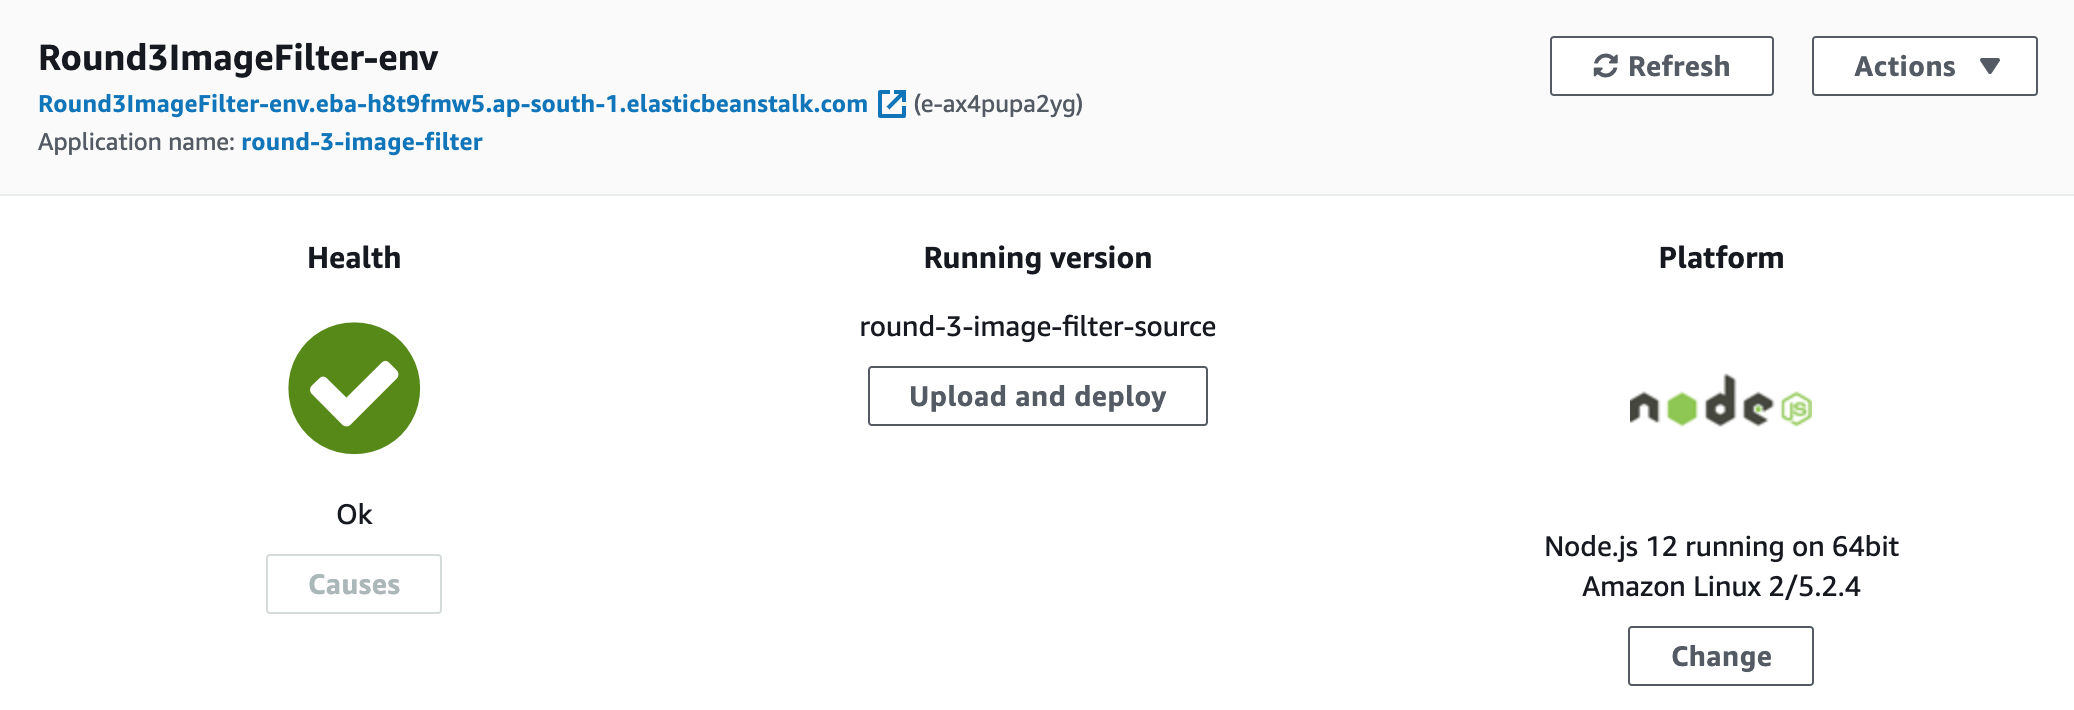 Round3ImageFilter-env
Refresh
Actions
Round3ImageFilter-env.eba-h8t9fmw5.ap-south-1.elasticbeanstalk.com (e-ax4pupa2yg)
Application name: round-3-image-filter
Health
Running version
Platform
round-3-image-filter-source
Upload and deploy
node JS
Ok
Causes
Node.js 12 running on 64bit
Amazon Linux 2/5.2.4
Change